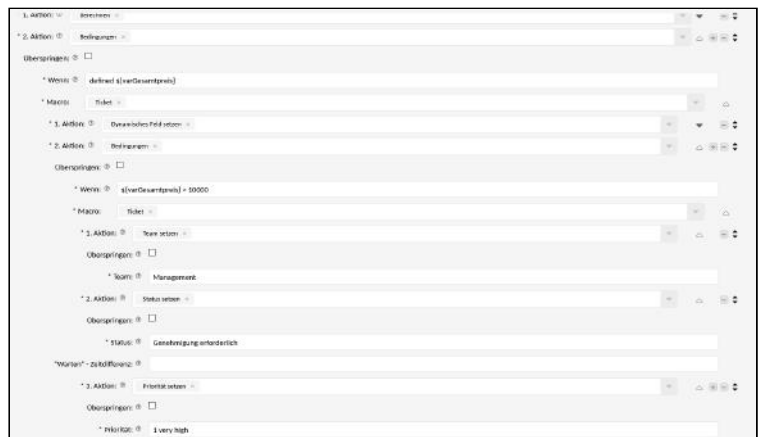 1. Aktion: Berechnen ×
* 2. Aktion: Bedingungen ×
Überspringen:
* Wenn: defined ${varGesamtpreis}
* Macro: Ticket ×
* 1. Aktion: Dynamisches Feld setzen ×
* 2. Aktion: Bedingungen ×
Überspringen:
* Wenn: ${varGesamtpreis} > 10000
* Macro: Ticket ×
* 1. Aktion: Team setzen ×
Überspringen:
* Team: Management
* 2. Aktion: Status setzen ×
Überspringen:
* Status: Genehmigung erforderlich
"Warten" - Zeitdifferenz:
* 3. Aktion: Priorität setzen ×
Überspringen:
* Priorität: 1 very high